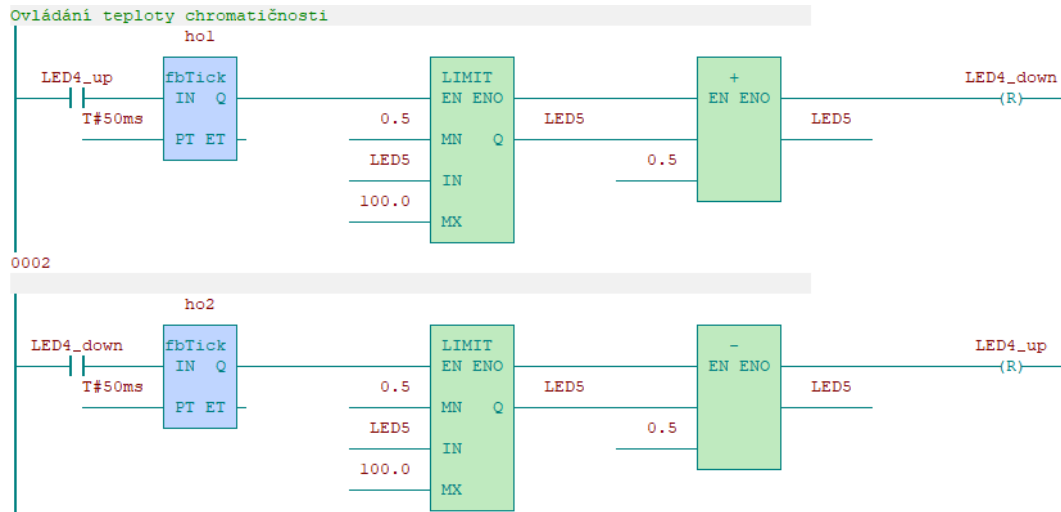 Ovládání teploty chromatičnosti
ho1
LED4_up fbTick LIMIT + LED4_down
IN Q EN ENO EN ENO (R)
T#50ms 0.5 LED5 LED5
PT ET MN Q
LED5 0.5
IN
100.0
MX
0002
ho2
LED4_down fbTick LIMIT - LED4_up
IN Q EN ENO EN ENO (R)
T#50ms 0.5 LED5 LED5
PT ET MN Q
LED5 0.5
IN
100.0
MX